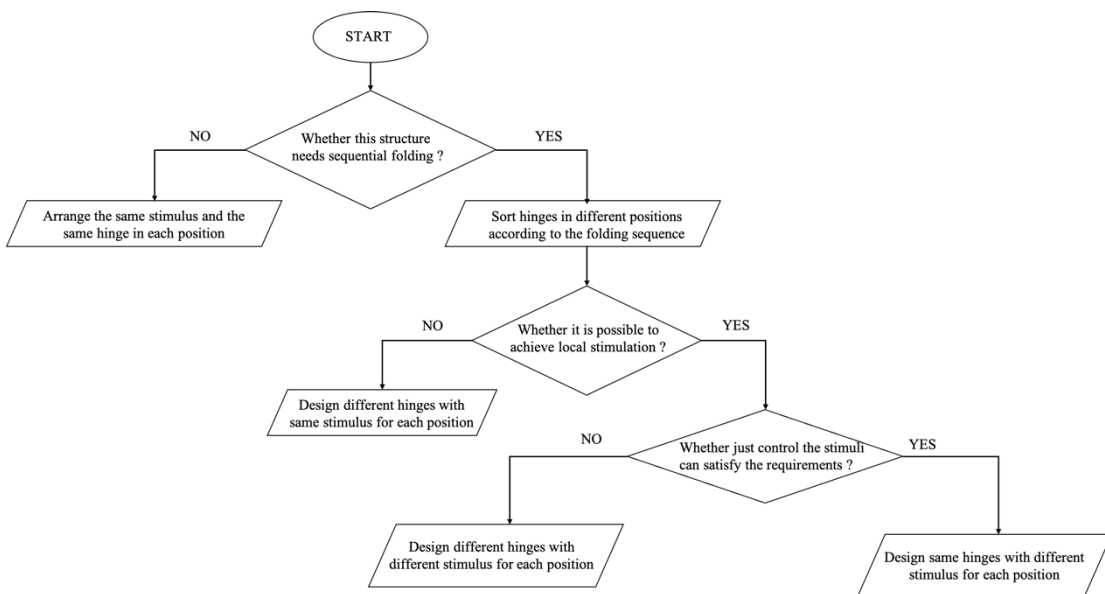 START
NO
Whether this structure
needs sequential folding ?
YES
Arrange the same stimulus and the
same hinge in each position
Sort hinges in different positions
according to the folding sequence
NO
Whether it is possible to
achieve local stimulation ?
YES
Design different hinges with
same stimulus for each position
NO
Whether just control the stimuli
can satisfy the requirements ?
YES
Design different hinges with
different stimulus for each position
Design same hinges with different
stimulus for each position